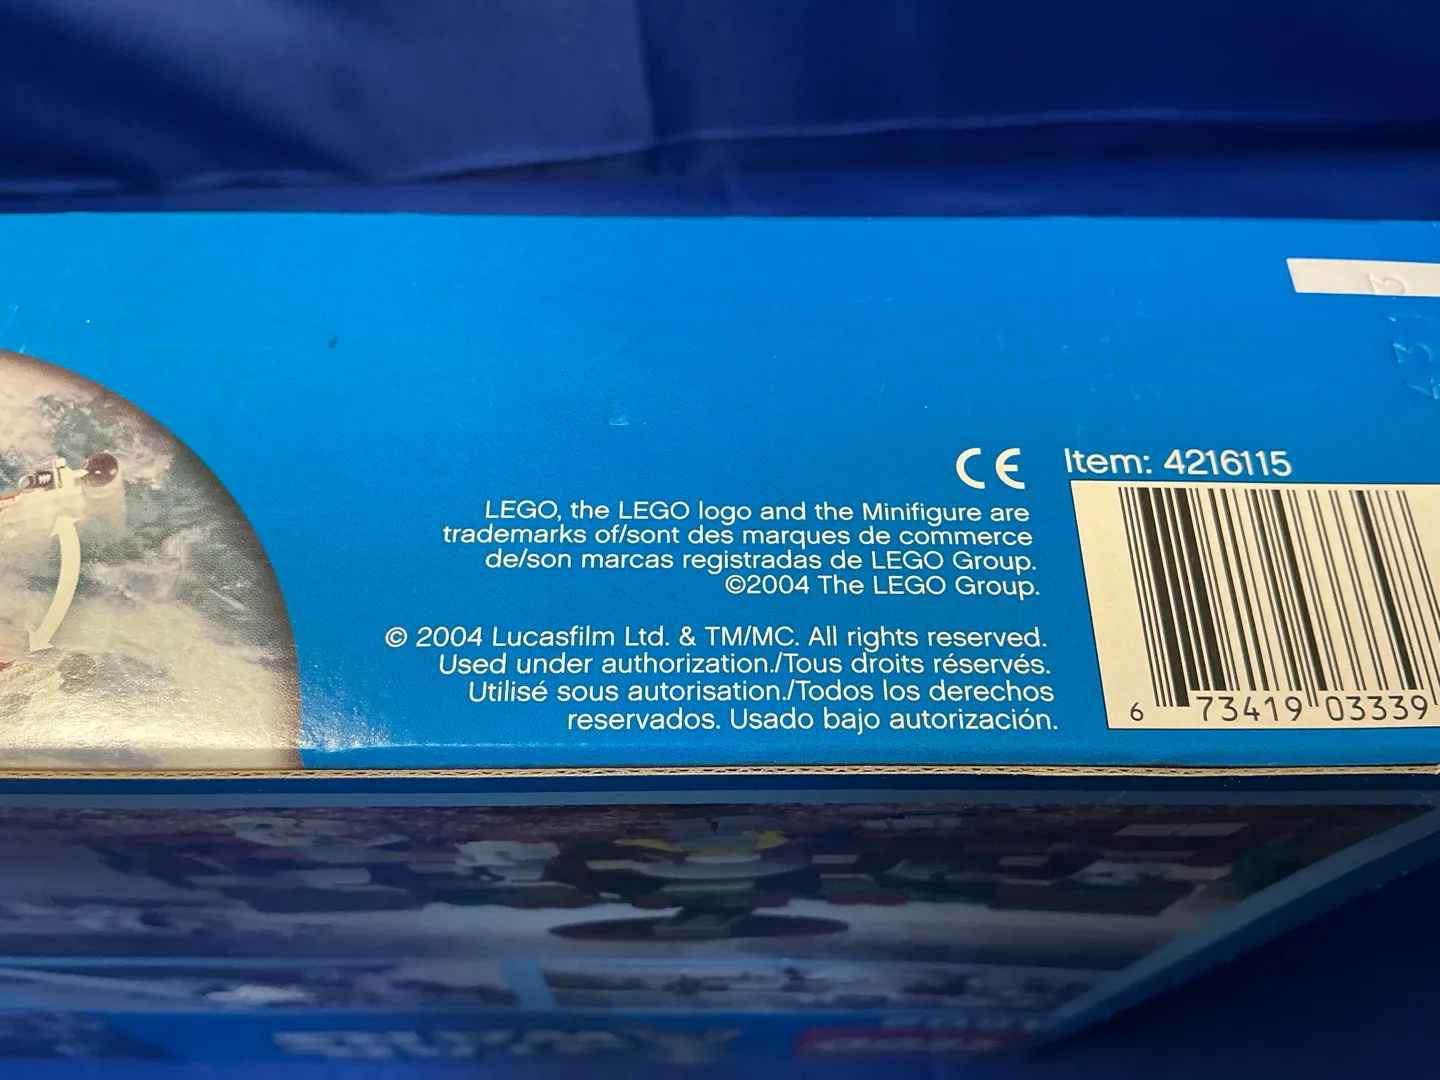 CE
Item: 4216115
LEGO, the LEGO logo and the Minifigure are
trademarks of/sont des marques de commerce
de/son marcas registradas de LEGO Group.
©2004 The LEGO Group.
© 2004 Lucasfilm Ltd. & TM/MC. All rights reserved.
Used under authorization./Tous droits réservés.
Utilisé sous autorisation./Todos los derechos
reservados. Usado bajo autorización.
6 73419 03339